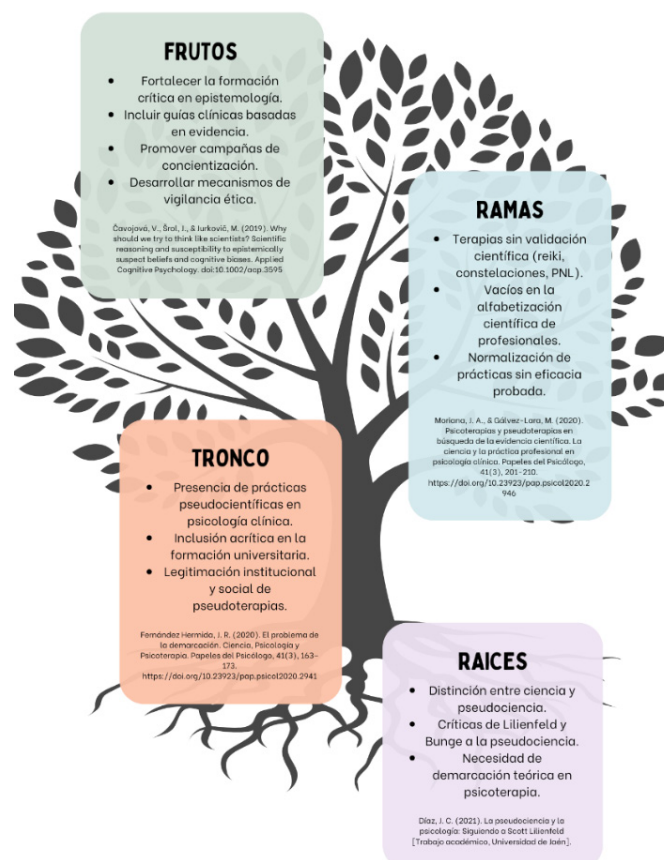 FRUTOS
• Fortalecer la formación
crítica en epistemología.
• Incluir guías clínicas basadas
en evidencia.
• Promover campañas de
concientización.
• Desarrollar mecanismos de
vigilancia ética.
Čavojová, V., Šrol, J., & Jurkovič, M. (2019). Why
should we try to think like scientists? Scientific
reasoning and susceptibility to epistemically
suspect beliefs and cognitive biases. Applied
Cognitive Psychology. doi:10.1002/acp.3595
RAMAS
• Terapias sin validación
científica (reiki,
constelaciones, PNL).
• Vacíos en la
alfabetización
científica de
profesionales.
• Normalización de
prácticas sin eficacia
probada.
Moriana, J. A., & Gálvez-Lara, M. (2020).
Psicoterapias y pseudoterapias en
búsqueda de la evidencia científica. La
ciencia y la práctica profesional en
psicología clínica. Papeles del Psicólogo,
41(3), 201-210.
https://doi.org/10.23923/pap.psicol2020.2
946
TRONCO
• Presencia de prácticas
pseudocientíficas en
psicología clínica.
• Inclusión acrítica en la
formación universitaria.
• Legitimación institucional
y social de
pseudoterapias.
Fernández Hermida, J. R. (2020). El problema de
la demarcación. Ciencia, Psicología y
Psicoterapia. Papeles del Psicólogo, 41(3), 163–
173.
https://doi.org/10.23923/pap.psicol2020.2941
RAICES
• Distinción entre ciencia y
pseudociencia.
• Críticas de Lilienfeld y
Bunge a la pseudociencia.
• Necesidad de
demarcación teórica en
psicoterapia.
Díaz, J. C. (2021). La pseudociencia y la
psicología: Siguiendo a Scott Lilienfeld
[Trabajo académico, Universidad de Jaén].